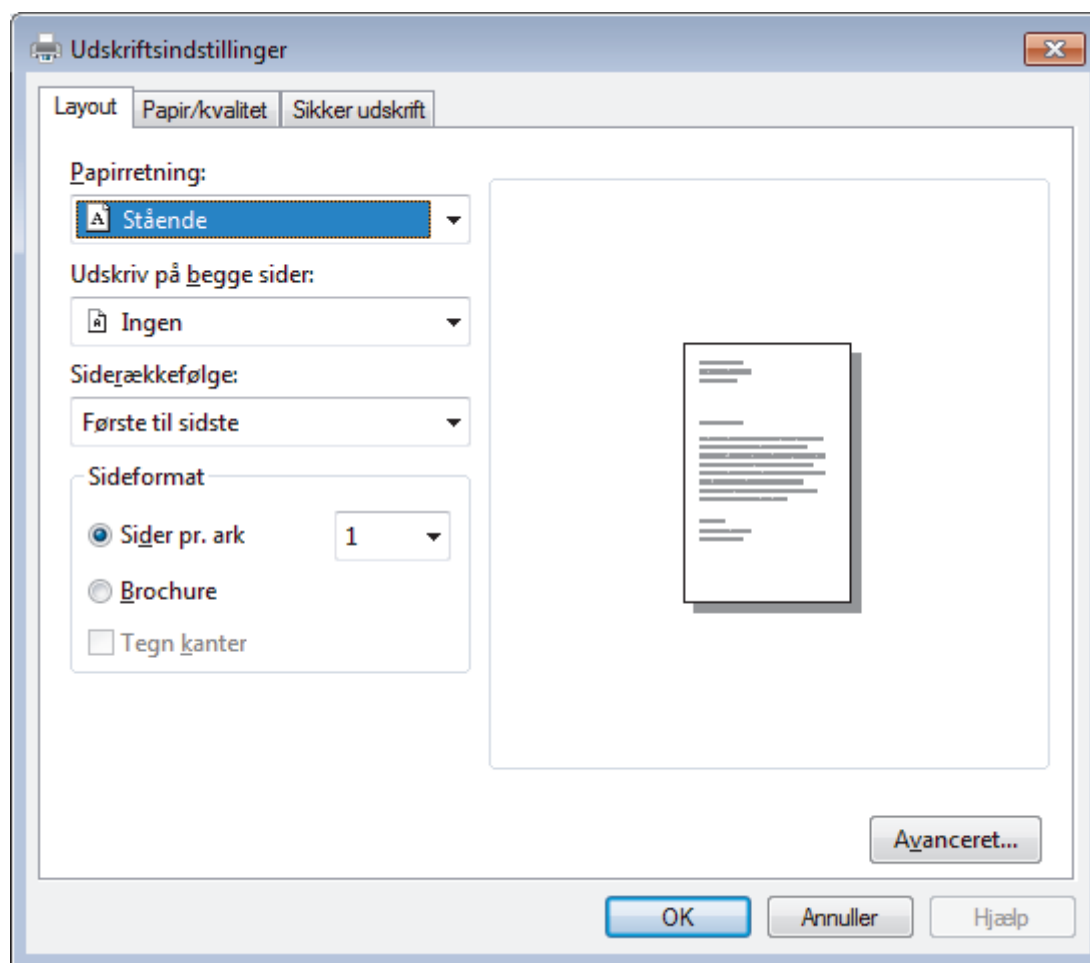 Udskriftsindstillinger
Layout Papir/kvalitet Sikker udskrift
Papirretning:
Stående
Udskriv på begge sider:
Ingen
Siderækkefølge:
Første til sidste
Sideformat
Sider pr. ark 1
Brochure
Tegn kanter
Avanceret...
OK Annuller Hjælp